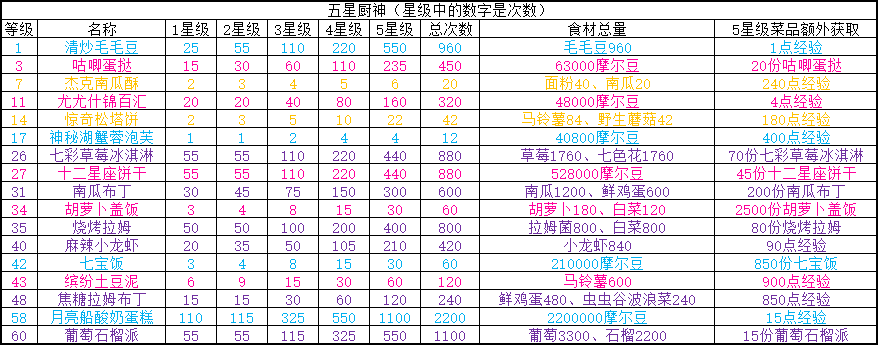 五星厨神（星级中的数字是次数）
等级 名称 1星级 2星级 3星级 4星级 5星级 总次数 食材总量 5星级菜品额外获取
1 清炒毛毛豆 25 55 110 220 550 960 毛毛豆960 1点经验
3 咕唧蛋挞 15 30 60 110 235 450 63000摩尔豆 20份咕唧蛋挞
7 杰克南瓜酥 2 3 4 5 6 20 面粉40、南瓜20 240点经验
11 尤尤什锦百汇 20 20 40 80 160 320 48000摩尔豆 4点经验
14 惊奇松塔饼 2 3 5 10 22 42 马铃薯84、野生蘑菇42 180点经验
17 神秘湖蟹蓉泡芙 1 1 2 4 4 12 40800摩尔豆 400点经验
26 七彩草莓冰淇淋 55 55 110 220 440 880 草莓1760、七色花1760 70份七彩草莓冰淇淋
27 十二星座饼干 55 55 110 220 440 880 528000摩尔豆 45份十二星座饼干
31 南瓜布丁 30 45 75 150 300 600 南瓜1200、鲜鸡蛋600 200份南瓜布丁
34 胡萝卜盖饭 3 4 8 15 30 60 胡萝卜180、白菜120 2500份胡萝卜盖饭
35 烧烤拉姆 50 50 100 200 400 800 拉姆菌800、白菜800 80份烧烤拉姆
40 麻辣小龙虾 20 35 50 105 210 420 小龙虾840 90点经验
42 七宝饭 3 4 8 15 30 60 210000摩尔豆 850份七宝饭
43 缤纷土豆泥 6 9 15 30 60 120 马铃薯600 900点经验
48 焦糖拉姆布丁 15 15 30 60 120 240 鲜鸡蛋480、虫虫谷波浪菜240 850点经验
58 月亮船酸奶蛋糕 110 115 325 550 1100 2200 2200000摩尔豆 15点经验
60 葡萄石榴派 55 55 115 325 550 1100 葡萄3300、石榴2200 15份葡萄石榴派